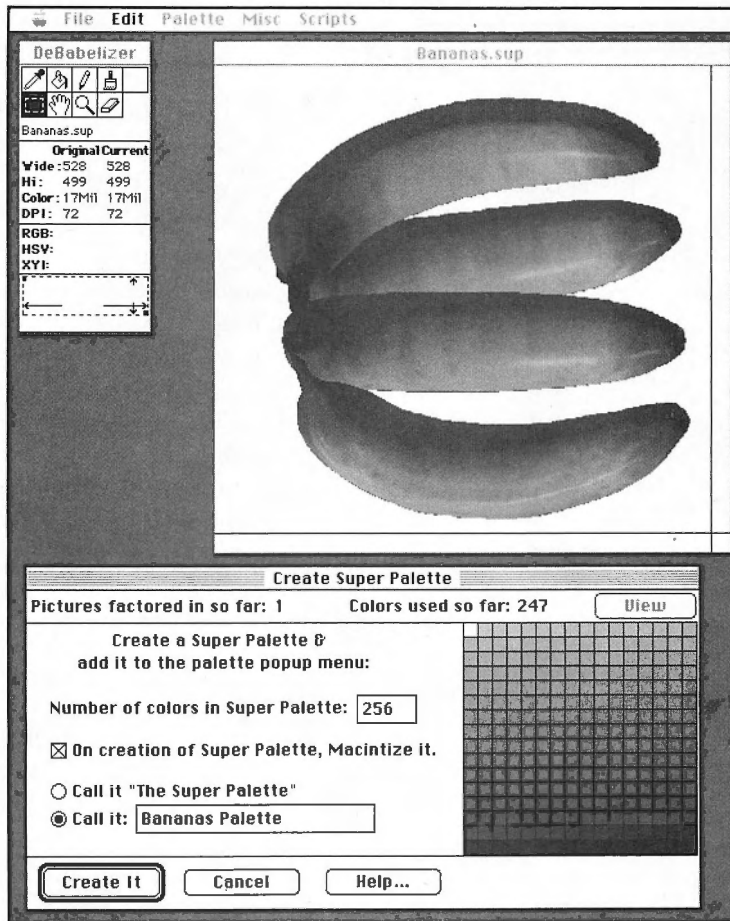 File Edit Palette Misc Scripts
DeBabelizer
Bananas.sup
Original Current
Wide: 528 528
Hi: 499 499
Color: 17Mil 17Mil
DPI: 72 72
RGB:
HSV:
XYI:
Bananas.sup
Create Super Palette
Pictures factored in so far: 1 Colors used so far: 247 View
Create a Super Palette &
add it to the palette popup menu:
Number of colors in Super Palette: 256
On creation of Super Palette, Macintize it.
Call it "The Super Palette"
Call it: Bananas Palette
Create It Cancel Help...